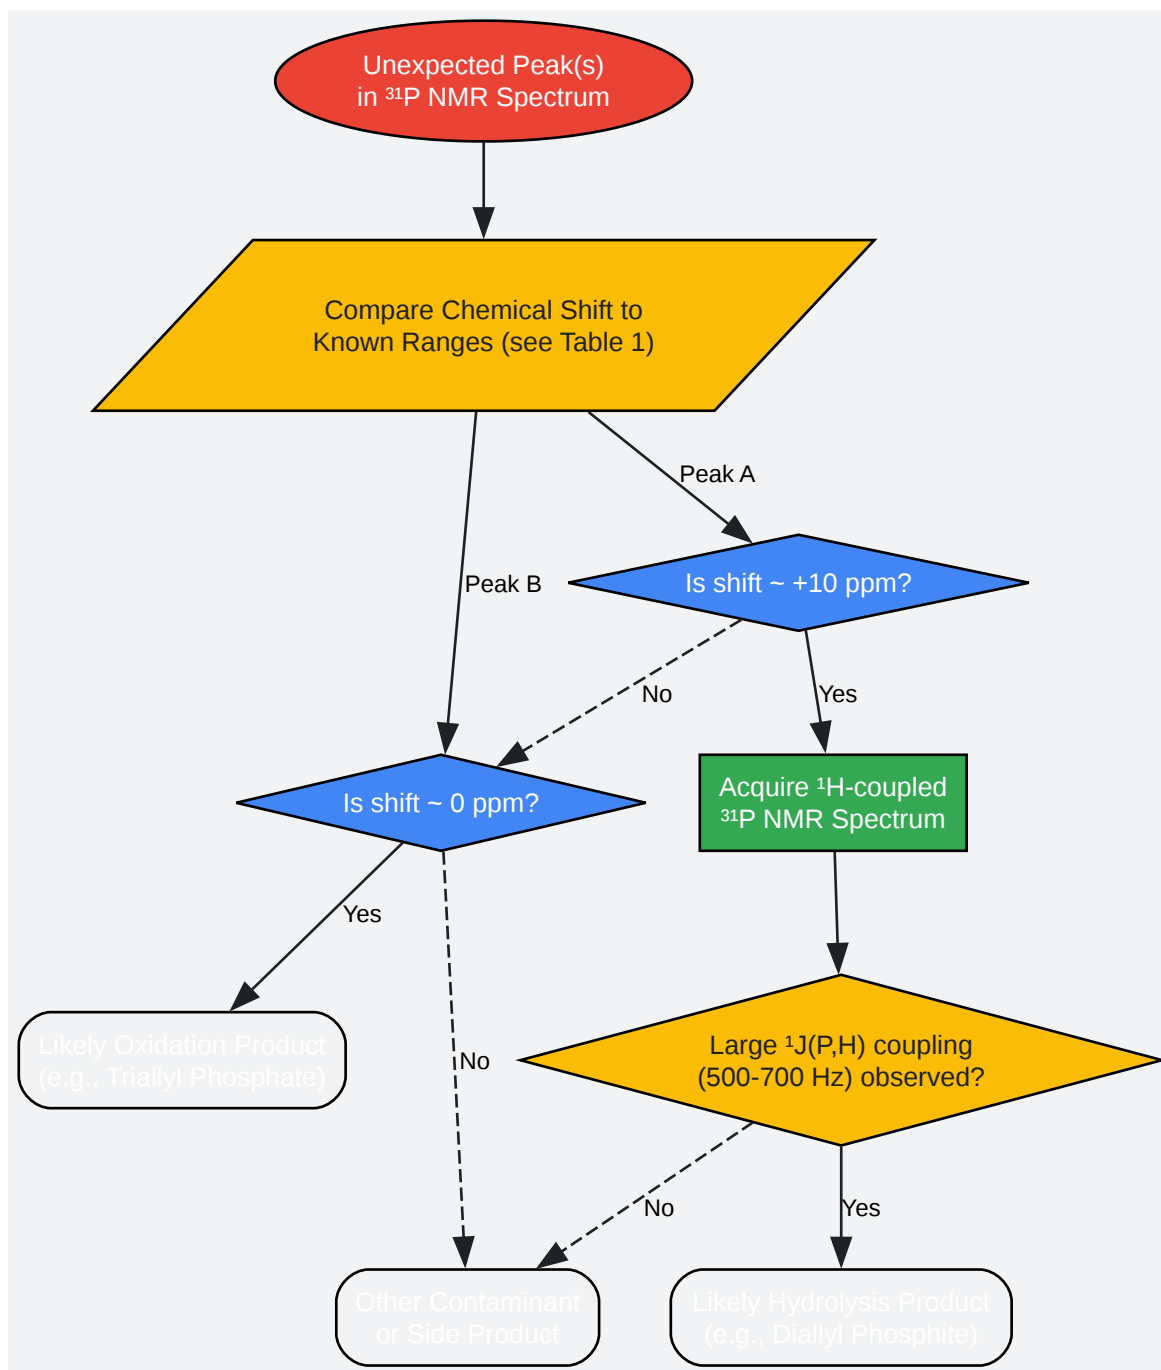 Unexpected Peak(s)
in ³¹P NMR Spectrum
Compare Chemical Shift to
Known Ranges (see Table 1)
Peak A
Peak B
Is shift ~ +10 ppm?
No
Yes
Is shift ~ 0 ppm?
Acquire ¹H-coupled
³¹P NMR Spectrum
Yes
No
Likely Oxidation Product
(e.g., Triallyl Phosphate)
Large ¹J(P,H) coupling
(500-700 Hz) observed?
No
Yes
Other Contaminant
or Side Product
Likely Hydrolysis Product
(e.g., Diallyl Phosphite)